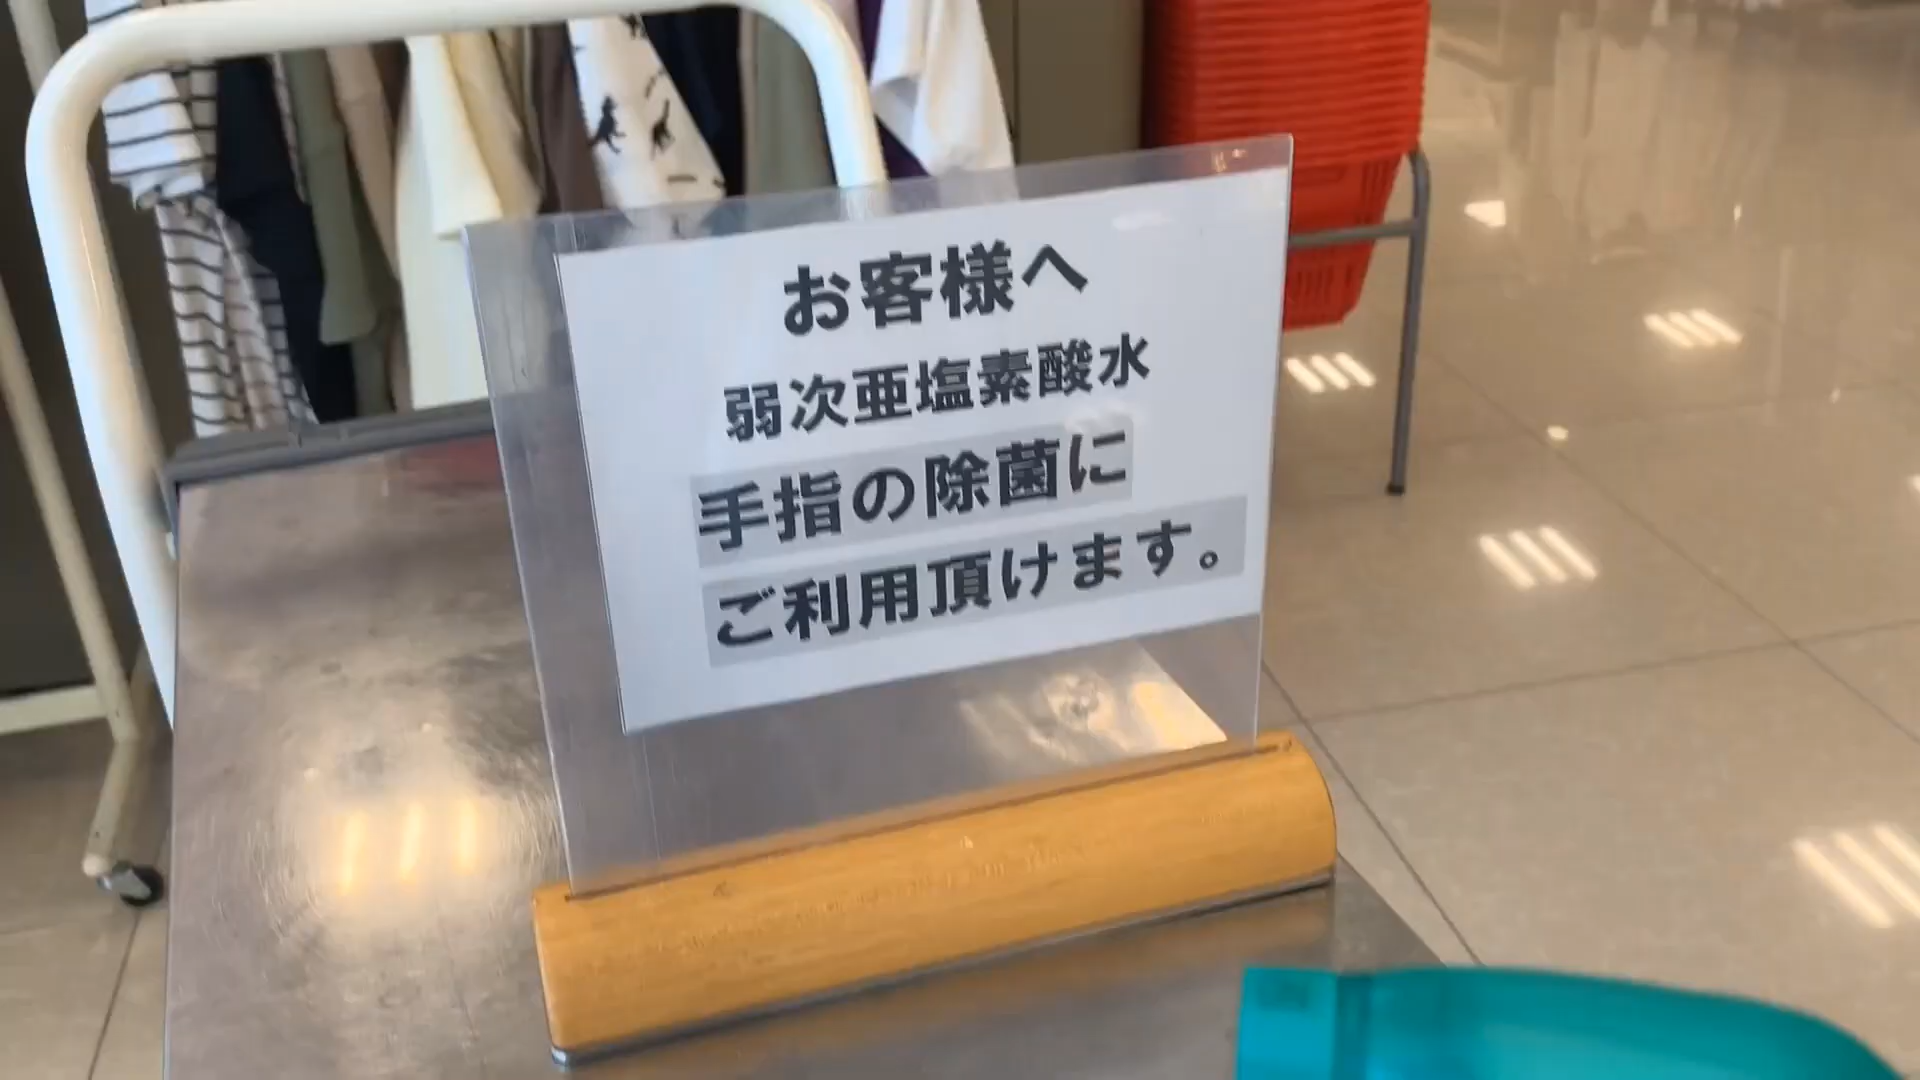 お客様へ
弱次亜塩素酸水
手指の除菌に
ご利用頂けます。